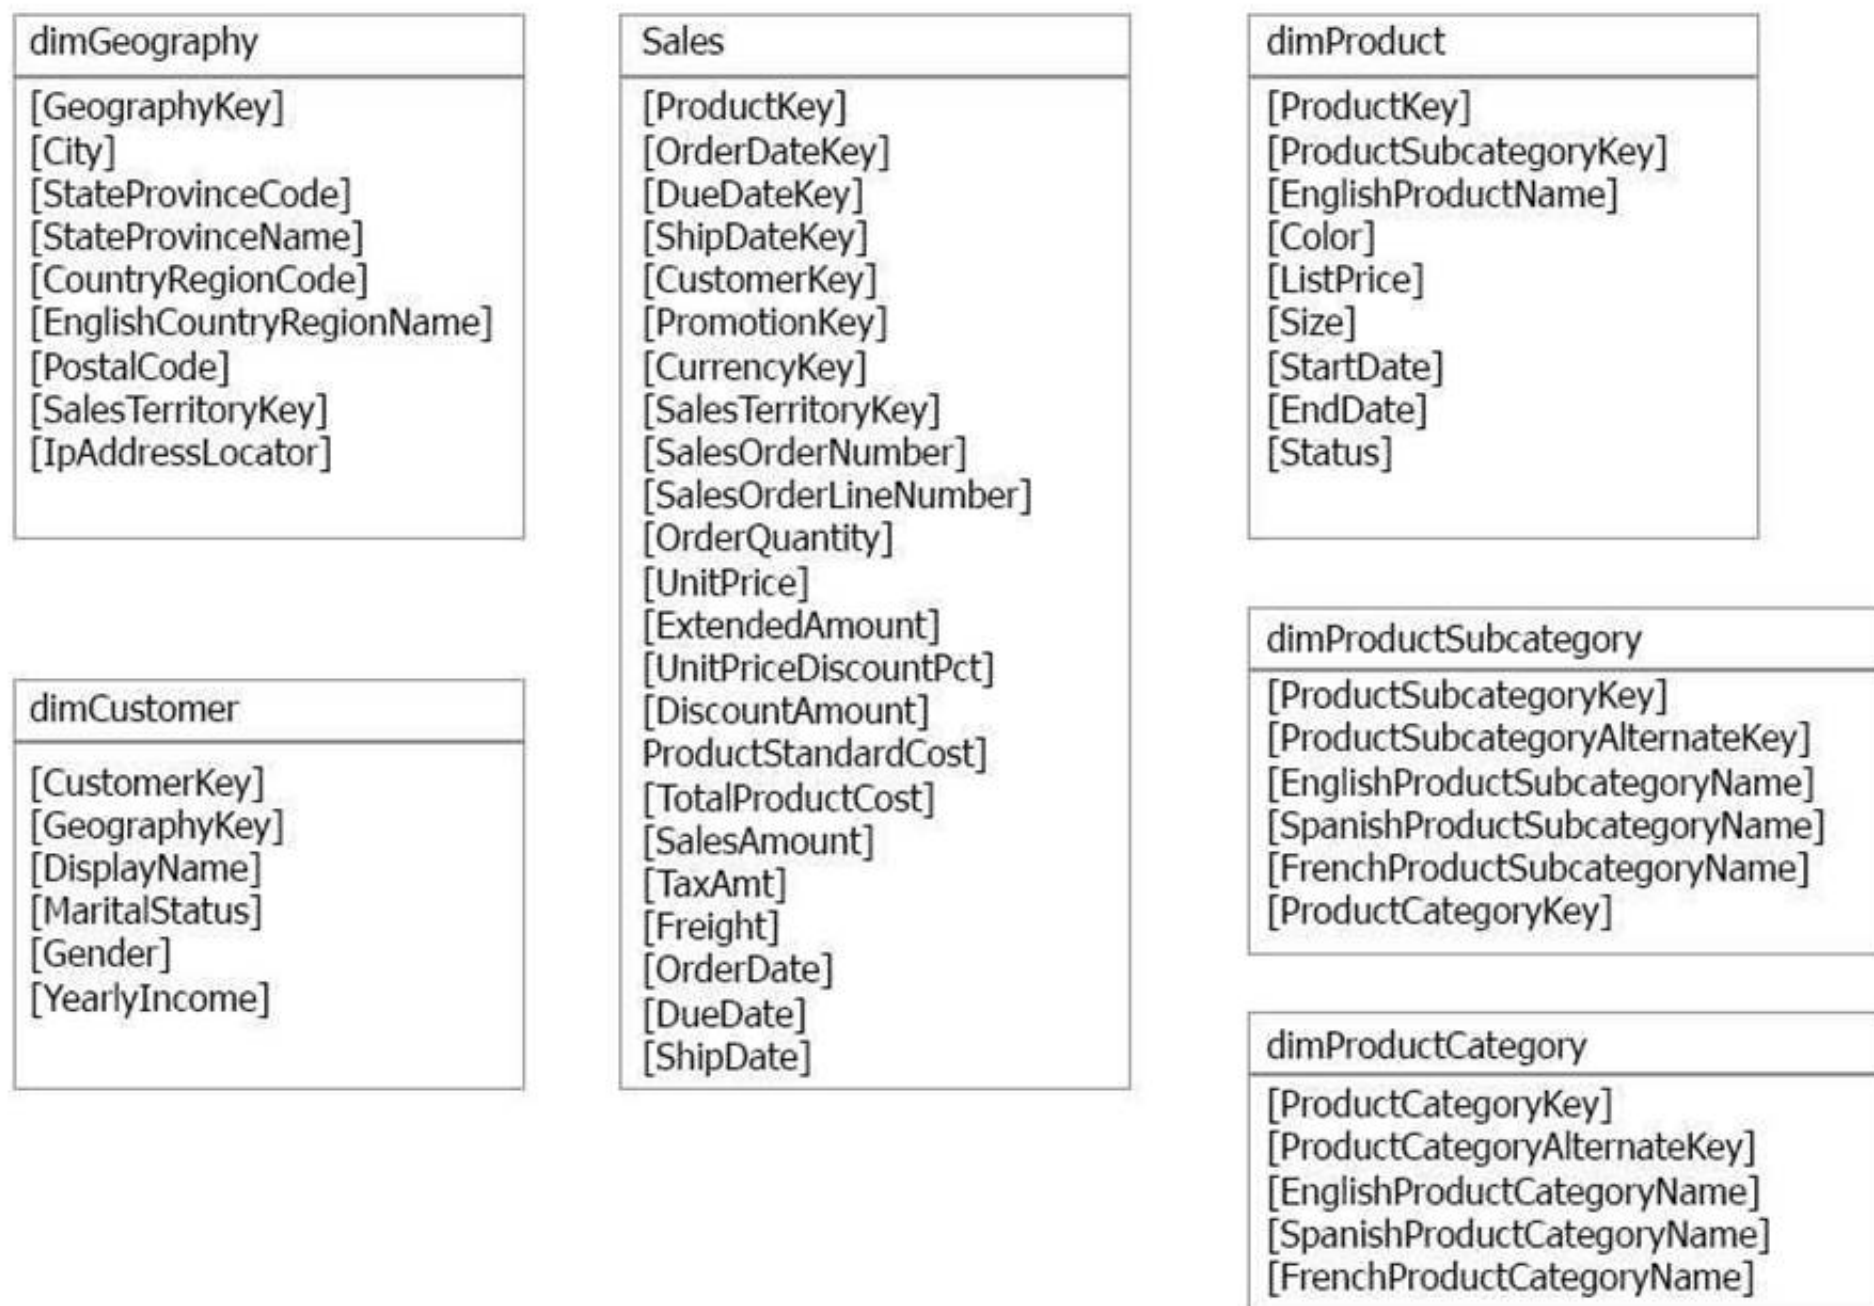 dimGeography
[GeographyKey]
[City]
[StateProvinceCode]
[StateProvinceName]
[CountryRegionCode]
[EnglishCountryRegionName]
[PostalCode]
[SalesTerritoryKey]
[IpAddressLocator]
dimCustomer
[CustomerKey]
[GeographyKey]
[DisplayName]
[MaritalStatus]
[Gender]
[YearlyIncome]
Sales
[ProductKey]
[OrderDateKey]
[DueDateKey]
[ShipDateKey]
[CustomerKey]
[PromotionKey]
[CurrencyKey]
[SalesTerritoryKey]
[SalesOrderNumber]
[SalesOrderLineNumber]
[OrderQuantity]
[UnitPrice]
[ExtendedAmount]
[UnitPriceDiscountPct]
[DiscountAmount]
ProductStandardCost]
[TotalProductCost]
[SalesAmount]
[TaxAmt]
[Freight]
[OrderDate]
[DueDate]
[ShipDate]
dimProduct
[ProductKey]
[ProductSubcategoryKey]
[EnglishProductName]
[Color]
[ListPrice]
[Size]
[StartDate]
[EndDate]
[Status]
dimProductSubcategory
[ProductSubcategoryKey]
[ProductSubcategoryAlternateKey]
[EnglishProductSubcategoryName]
[SpanishProductSubcategoryName]
[FrenchProductSubcategoryName]
[ProductCategoryKey]
dimProductCategory
[ProductCategoryKey]
[ProductCategoryAlternateKey]
[EnglishProductCategoryName]
[SpanishProductCategoryName]
[FrenchProductCategoryName]